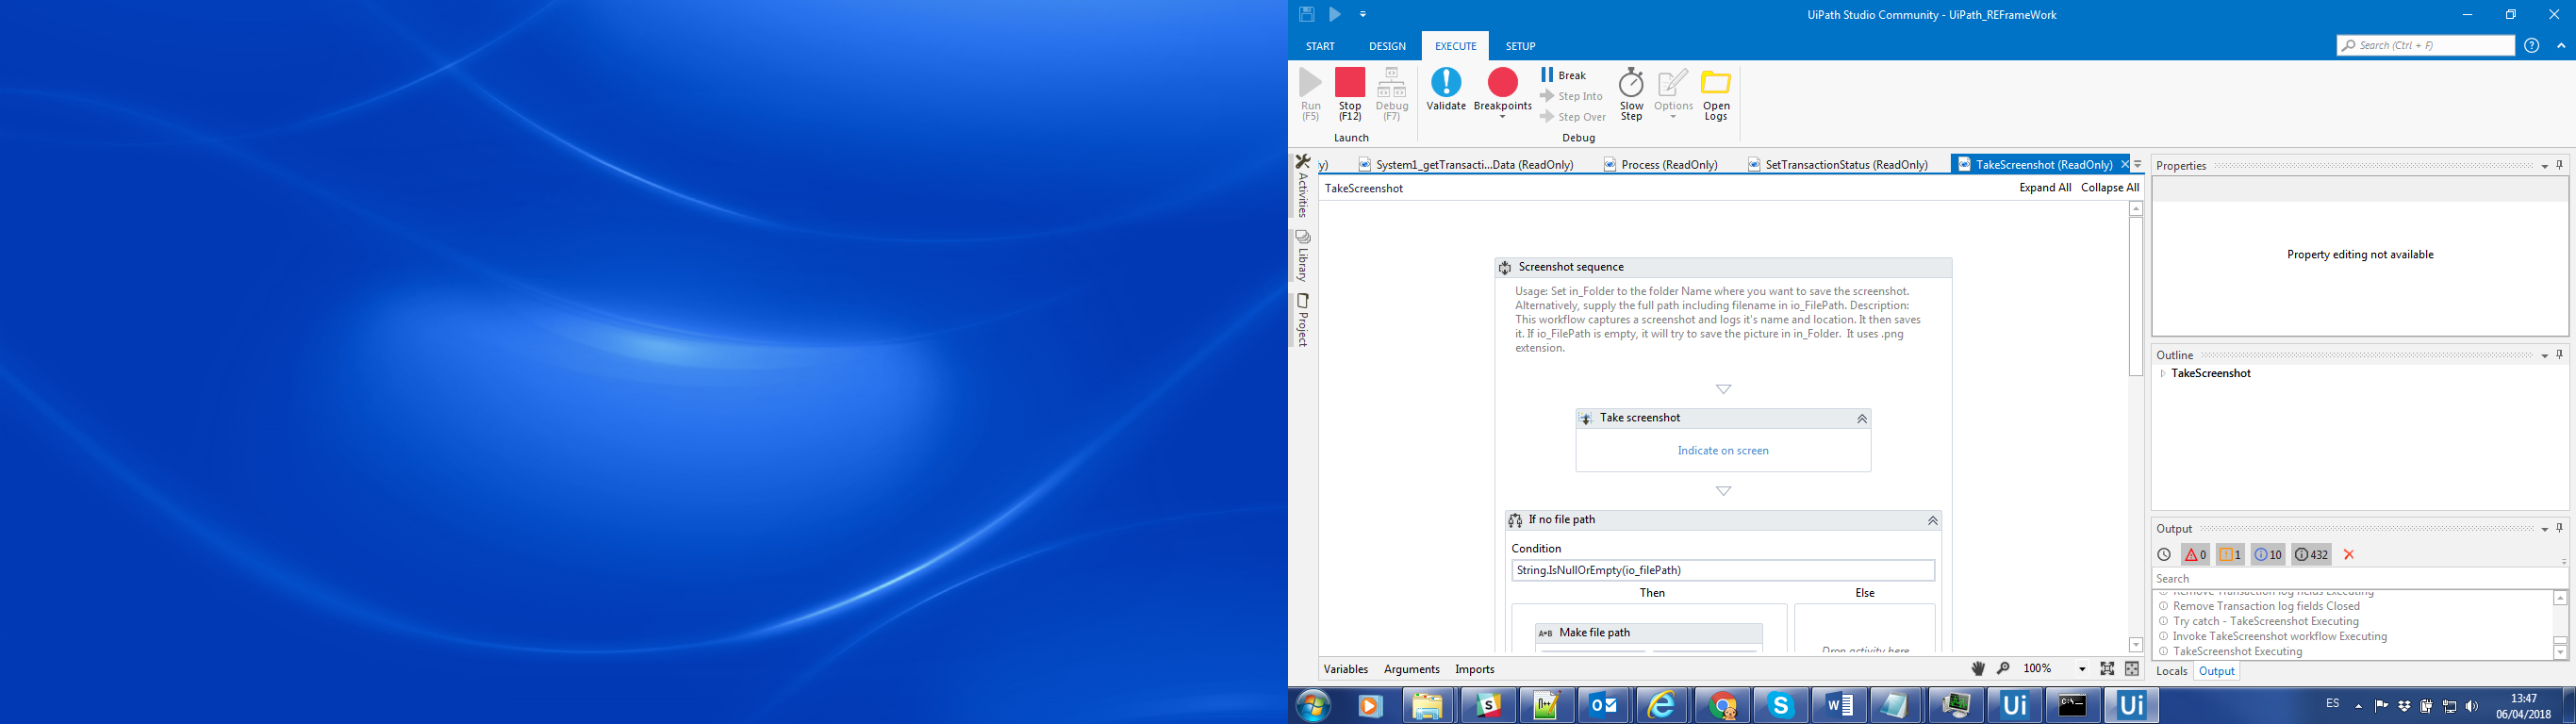 UiPath Studio Community - UiPath_REFrameWork
START DESIGN EXECUTE SETUP
Search (Ctrl + F)
Run
(F5)
Stop
(F12)
Debug
(F7)
Launch
Validate
Breakpoints
Break
Step Into
Step Over
Slow
Step
Options
Open
Logs
Debug
Activities
Library
Project
y) System1_getTransacti...Data (ReadOnly) Process (ReadOnly) SetTransactionStatus (ReadOnly) TakeScreenshot (ReadOnly)
TakeScreenshot Expand All Collapse All
Screenshot sequence
Usage: Set in_Folder to the folder Name where you want to save the screenshot.
Alternatively, supply the full path including filename in io_FilePath. Description:
This workflow captures a screenshot and logs it's name and location. It then saves
it. If io_FilePath is empty, it will try to save the picture in in_Folder. It uses .png
extension.
Take screenshot
Indicate on screen
If no file path
Condition
String.IsNullOrEmpty(io_filePath)
Then Else
A+B Make file path
Drop activity here
Variables Arguments Imports 100%
Properties
Property editing not available
Outline
TakeScreenshot
Output
0 1 10 432
Search
Remove Transaction log fields Executing
Remove Transaction log fields Closed
Try catch - TakeScreenshot Executing
Invoke TakeScreenshot workflow Executing
TakeScreenshot Executing
Locals Output
ES
13:47
06/04/2018